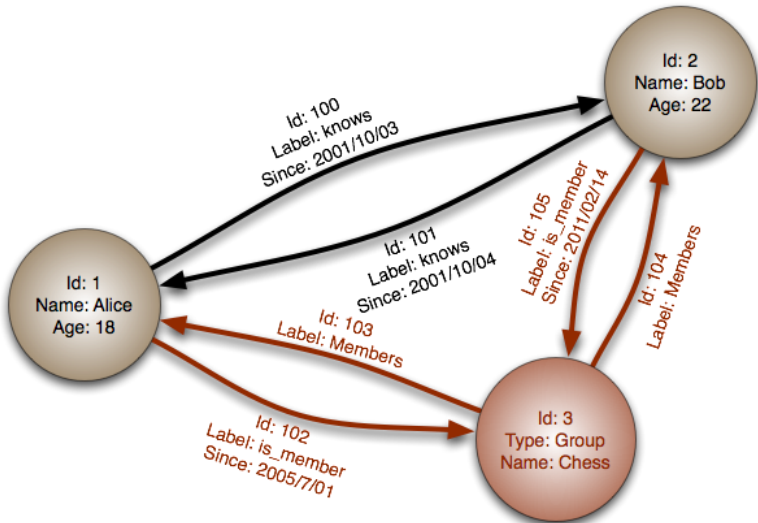 Id: 2
Name: Bob
Age: 22
Id: 100
Label: knows
Since: 2001/10/03
Id: 101
Label: knows
Since: 2001/10/04
Id: 105
Label: is_member
Since: 2011/02/14
Id: 104
Label: Members
Id: 1
Name: Alice
Age: 18
Id: 103
Label: Members
Id: 102
Label: is_member
Since: 2005/7/01
Id: 3
Type: Group
Name: Chess